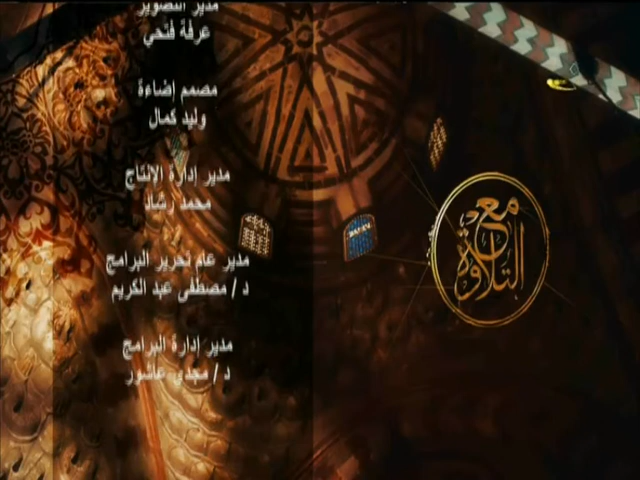 مدير التصوير
عرفة فتحي
مصمم إضاءة
وليد كمال
مدير إدارة الانتاج
محمد رشاد
مدير عام تحرير البرامج
د / مصطفى عبد الكريم
مدير إدارة البرامج
د / مجدي عاشور
مع
التلاوة